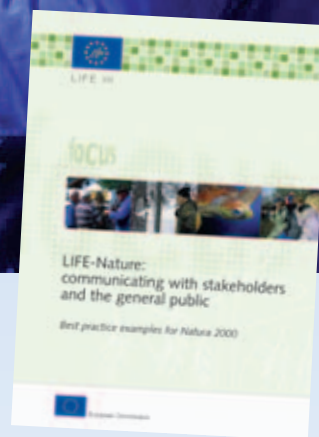 LIFE III
focus
LIFE-Nature:
communicating with stakeholders
and the general public
Best practice examples for Natura 2000
European Commission